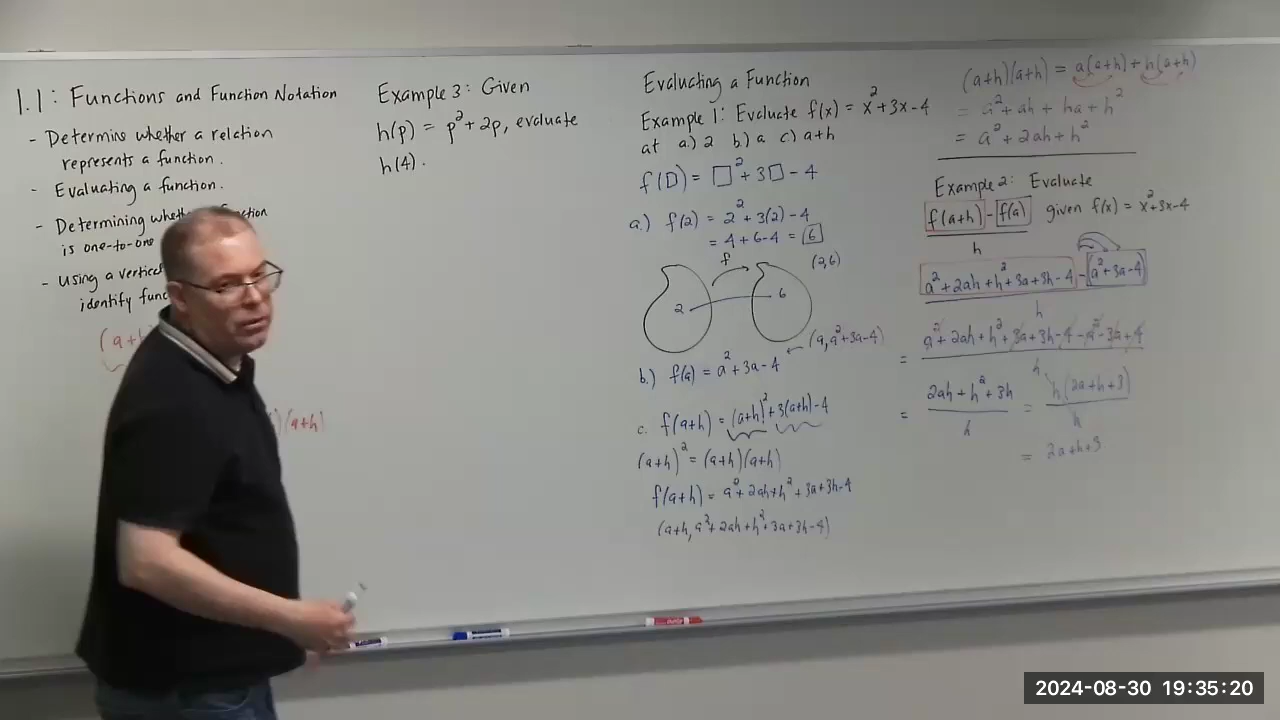 1.1: Functions and Function Notation
- Determine whether a relation
represents a function.
- Evaluating a function.
- Determining function
is one-to-one
- Using a
identify
(a+h)
Example 3: Given
h(p) = p²+2p, evaluate
h(4).
Evaluating a Function
Example 1: Evaluate f(x) = x²+3x-4
at a.) 2 b.) a c.) a+h
f(□) = □²+3□-4
a.) f(2) = 2²+3(2)-4
= 4+6-4 = 6
f
(2,6)
2 6
(a, a²+3a-4)
b.) f(a) = a²+3a-4
c. f(a+h) = (a+h)²+3(a+h)-4
(a+h)² = (a+h)(a+h)
f(a+h) = a²+2ah+h²+3a+3h-4
(a+h, a²+2ah+h²+3a+3h-4)
(a+h)(a+h) = a(a+h)+h(a+h)
= a²+ah+ha+h²
= a²+2ah+h²
Example 2: Evaluate
f(a+h)-f(a) given f(x) = x²+3x-4
h
a²+2ah+h²+3a+3h-4-(a²+3a-4)
h
= a²+2ah+h²+3a+3h-4-a²-3a+4
h
= 2ah+h²+3h = h(2a+h+3)
h h
= 2a+h+3
2024-08-30 19:35:20